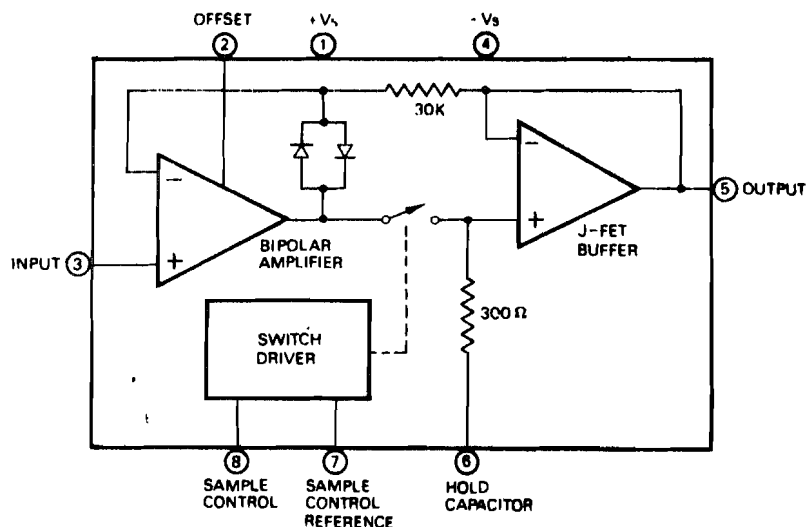 OFFSET
+ Vs
- Vs
2
1
4
30K
-
+
-
+
5 OUTPUT
INPUT 3
BIPOLAR
AMPLIFIER
J-FET
BUFFER
300 Ω
SWITCH
DRIVER
8
7
6
SAMPLE
CONTROL
SAMPLE
CONTROL
REFERENCE
HOLD
CAPACITOR